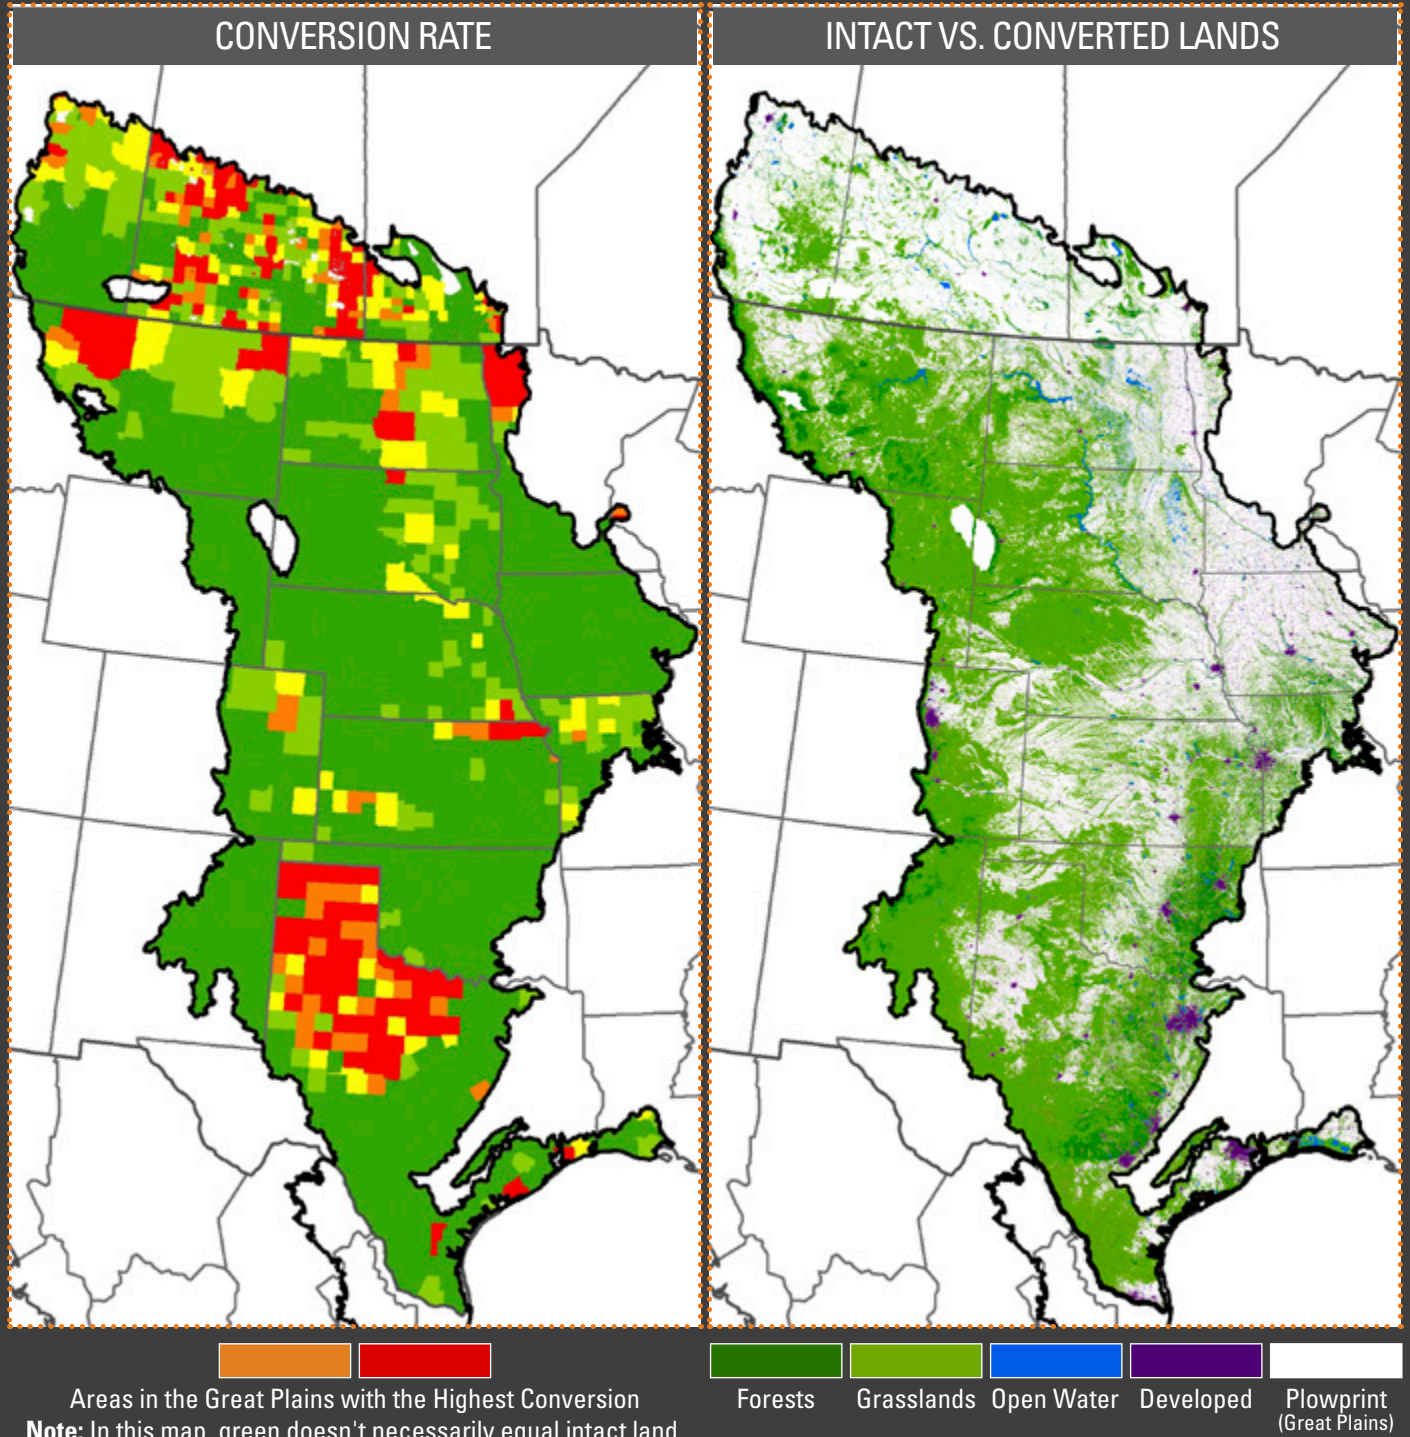 CONVERSION RATE
INTACT VS. CONVERTED LANDS
Areas in the Great Plains with the Highest Conversion
Note: In this map, green doesn't necessarily equal intact land
Forests
Grasslands
Open Water
Developed
Plowprint
(Great Plains)